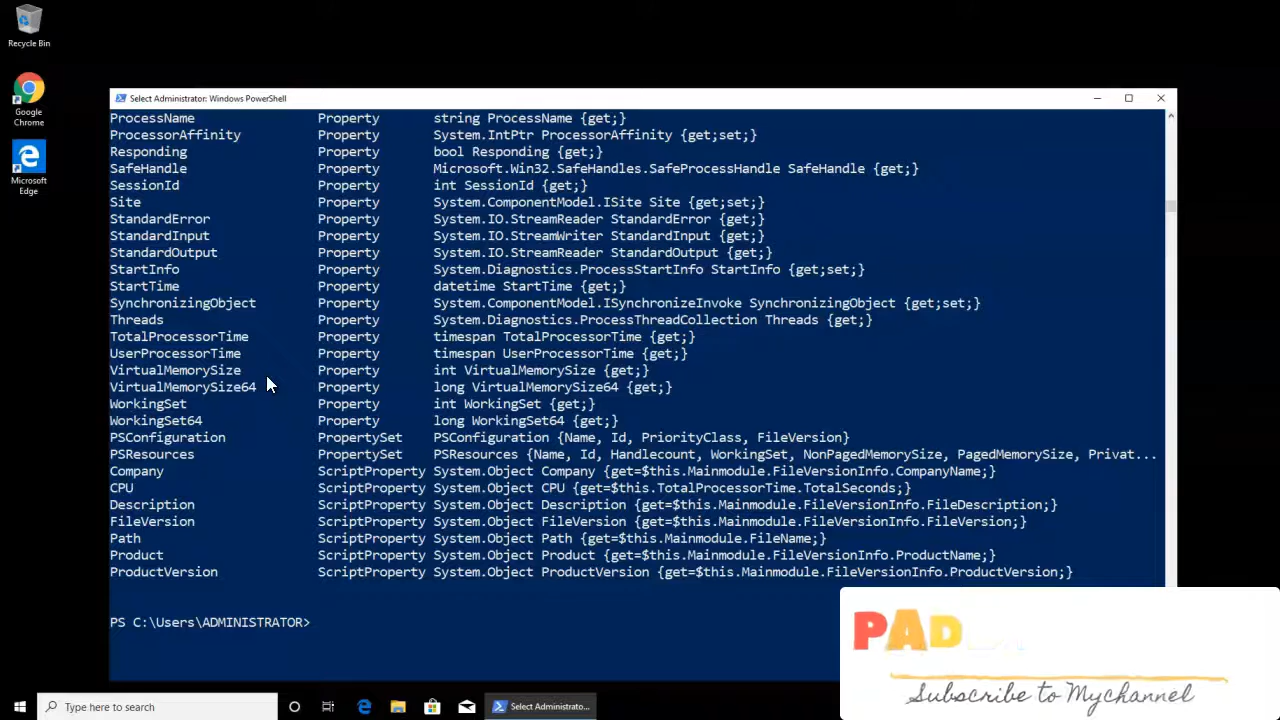 Recycle Bin
Google
Chrome
Microsoft
Edge
Select Administrator: Windows PowerShell
ProcessName Property string ProcessName {get;}
ProcessorAffinity Property System.IntPtr ProcessorAffinity {get;set;}
Responding Property bool Responding {get;}
SafeHandle Property Microsoft.Win32.SafeHandles.SafeProcessHandle SafeHandle {get;}
SessionId Property int SessionId {get;}
Site Property System.ComponentModel.ISite Site {get;set;}
StandardError Property System.IO.StreamReader StandardError {get;}
StandardInput Property System.IO.StreamWriter StandardInput {get;}
StandardOutput Property System.IO.StreamReader StandardOutput {get;}
StartInfo Property System.Diagnostics.ProcessStartInfo StartInfo {get;set;}
StartTime Property datetime StartTime {get;}
SynchronizingObject Property System.ComponentModel.ISynchronizeInvoke SynchronizingObject {get;set;}
Threads Property System.Diagnostics.ProcessThreadCollection Threads {get;}
TotalProcessorTime Property timespan TotalProcessorTime {get;}
UserProcessorTime Property timespan UserProcessorTime {get;}
VirtualMemorySize Property int VirtualMemorySize {get;}
VirtualMemorySize64 Property long VirtualMemorySize64 {get;}
WorkingSet Property int WorkingSet {get;}
WorkingSet64 Property long WorkingSet64 {get;}
PSConfiguration PropertySet PSConfiguration {Name, Id, PriorityClass, FileVersion}
PSResources PropertySet PSResources {Name, Id, Handlecount, WorkingSet, NonPagedMemorySize, PagedMemorySize, Privat...
Company ScriptProperty System.Object Company {get=$this.Mainmodule.FileVersionInfo.CompanyName;}
CPU ScriptProperty System.Object CPU {get=$this.TotalProcessorTime.TotalSeconds;}
Description ScriptProperty System.Object Description {get=$this.Mainmodule.FileVersionInfo.FileDescription;}
FileVersion ScriptProperty System.Object FileVersion {get=$this.Mainmodule.FileVersionInfo.FileVersion;}
Path ScriptProperty System.Object Path {get=$this.Mainmodule.FileName;}
Product ScriptProperty System.Object Product {get=$this.Mainmodule.FileVersionInfo.ProductName;}
ProductVersion ScriptProperty System.Object ProductVersion {get=$this.Mainmodule.FileVersionInfo.ProductVersion;}
PS C:\Users\ADMINISTRATOR>
PAD
Subscribe to Mychannel
Type here to search
Select Administrato...